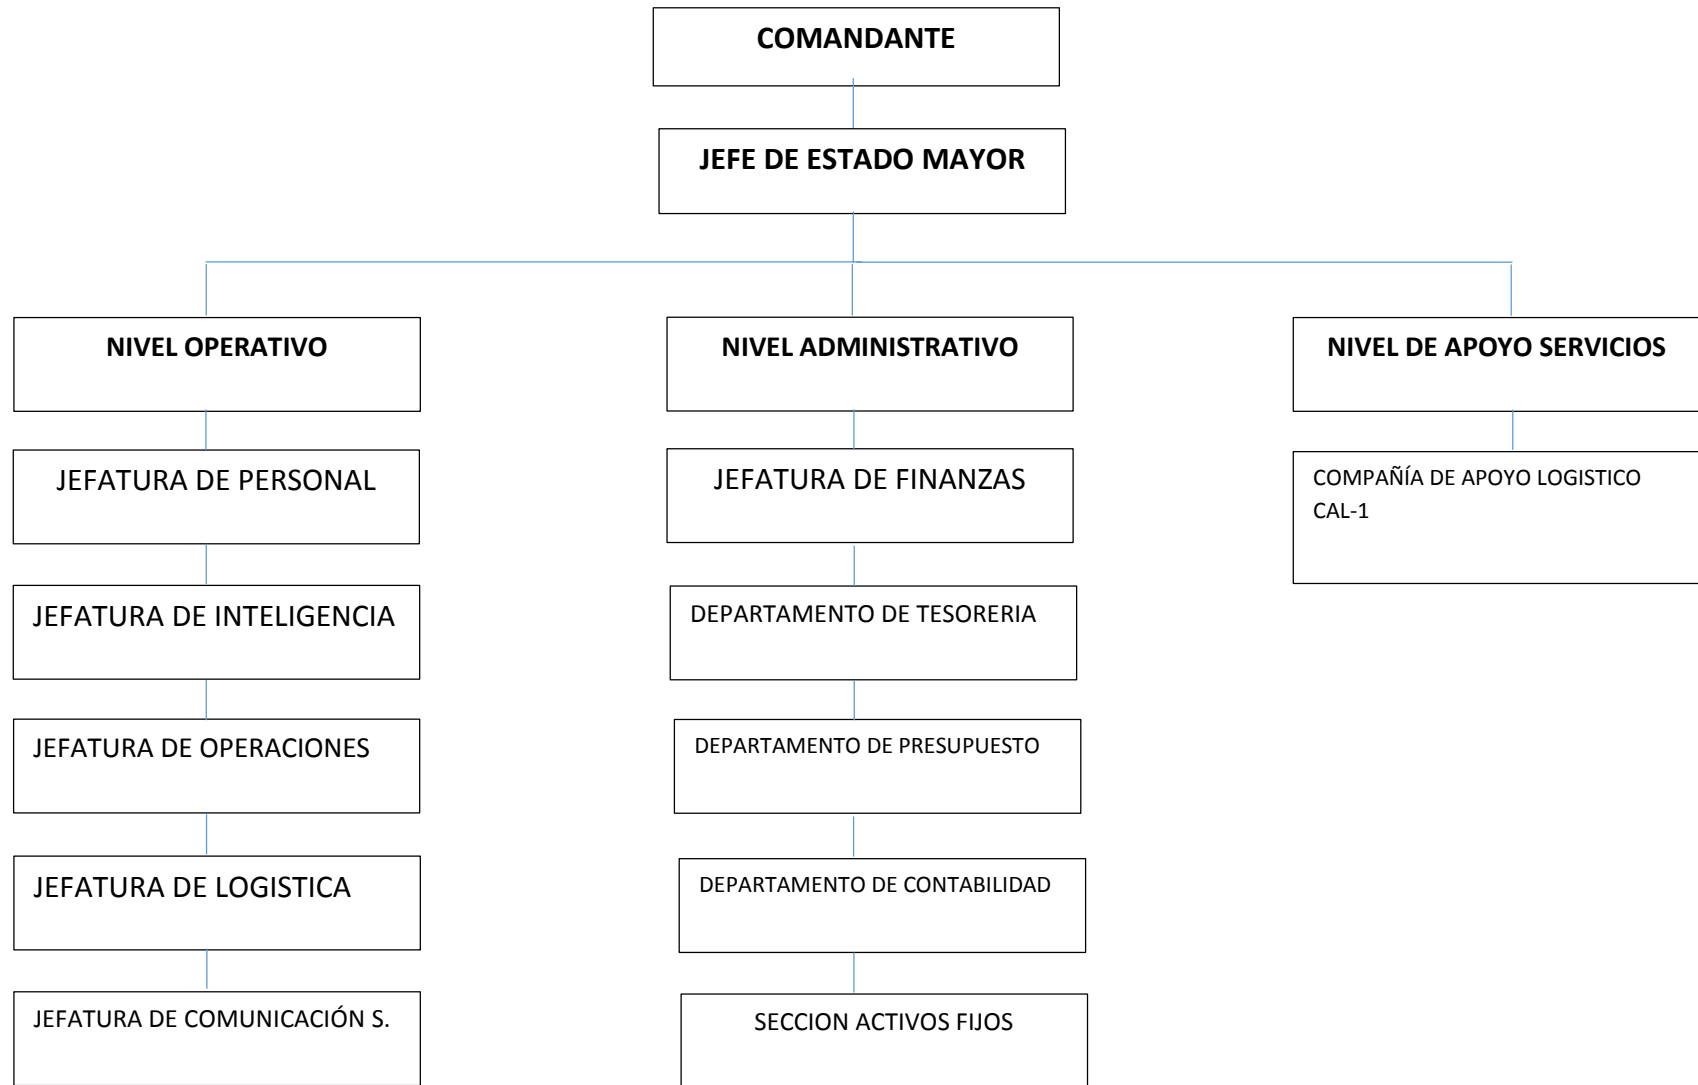 COMANDANTE
JEFE DE ESTADO MAYOR
NIVEL OPERATIVO
NIVEL ADMINISTRATIVO
NIVEL DE APOYO SERVICIOS
JEFATURA DE PERSONAL
JEFATURA DE FINANZAS
COMPAÑÍA DE APOYO LOGISTICO
CAL-1
JEFATURA DE INTELIGENCIA
DEPARTAMENTO DE TESORERIA
JEFATURA DE OPERACIONES
DEPARTAMENTO DE PRESUPUESTO
JEFATURA DE LOGISTICA
DEPARTAMENTO DE CONTABILIDAD
JEFATURA DE COMUNICACIÓN S.
SECCION ACTIVOS FIJOS